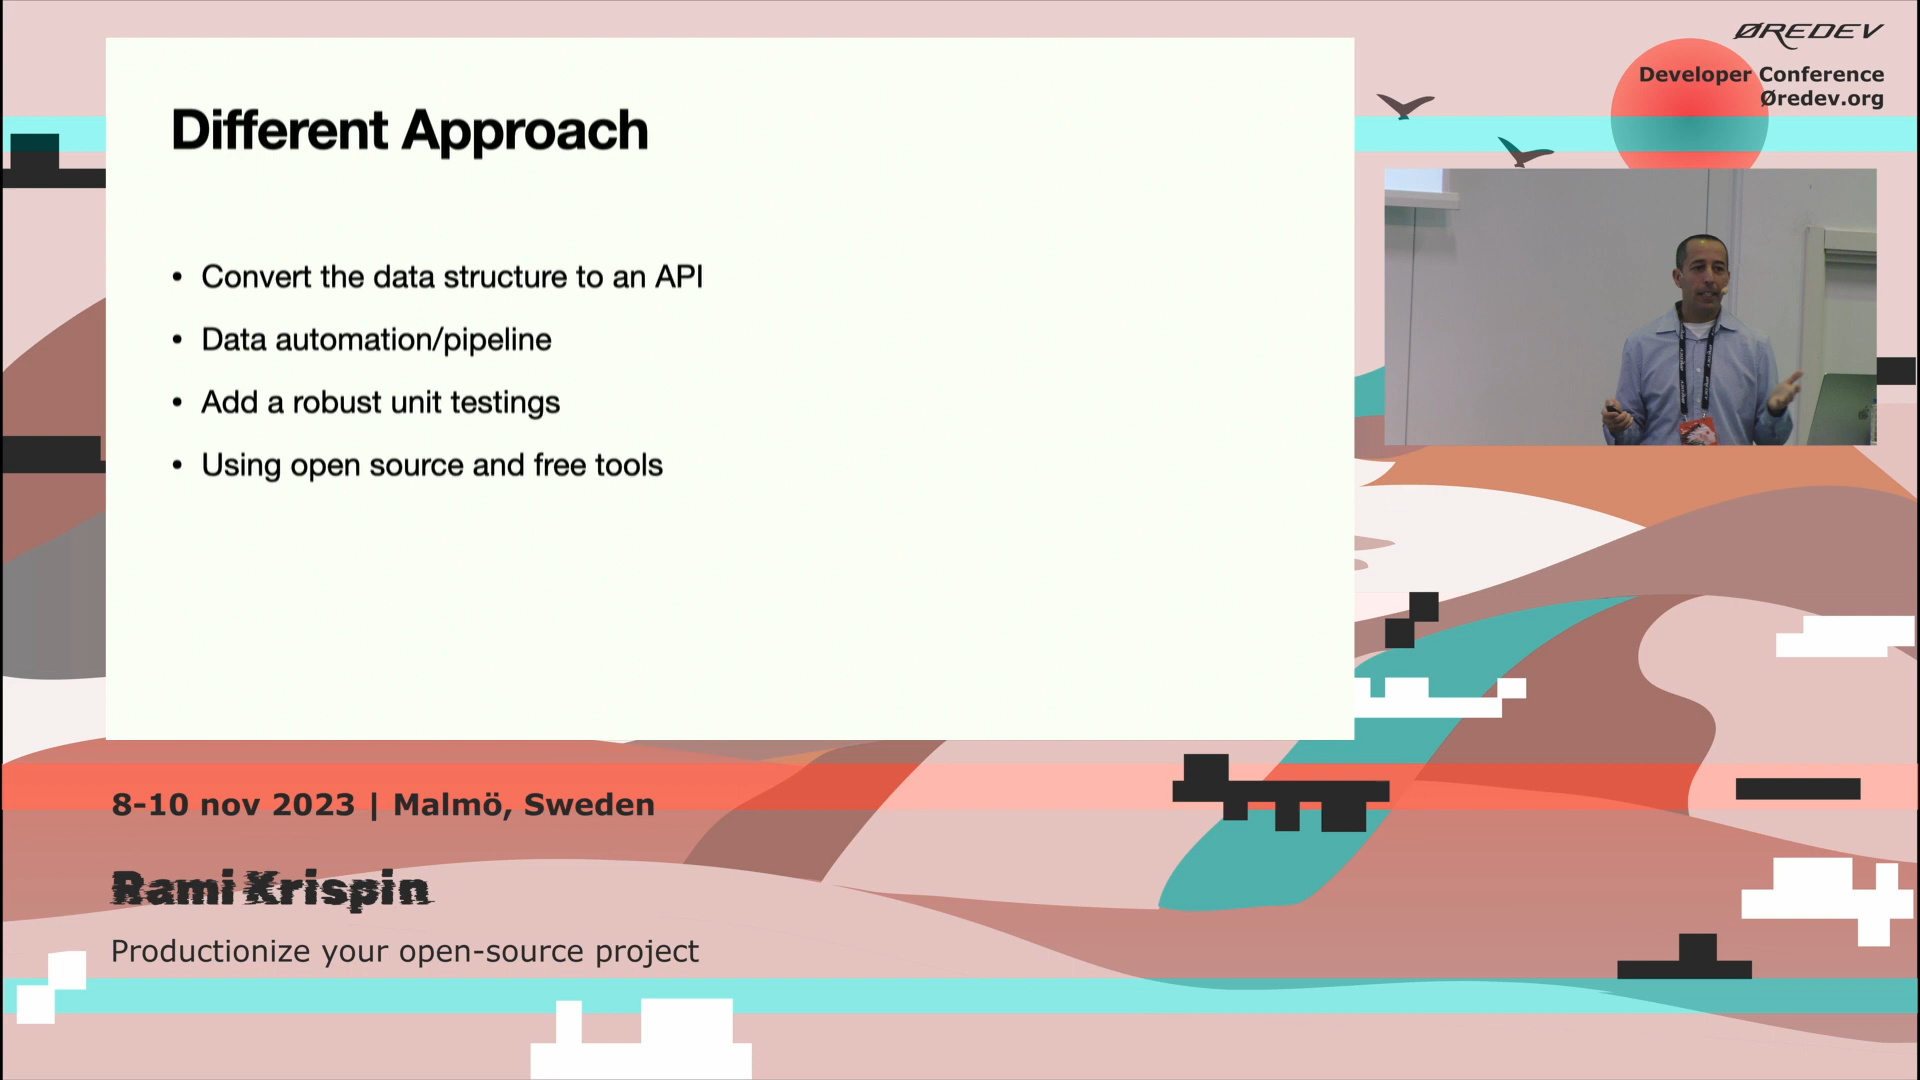 ØREDEV
Developer Conference
Øredev.org
Different Approach
• Convert the data structure to an API
• Data automation/pipeline
• Add a robust unit testings
• Using open source and free tools
8-10 nov 2023 | Malmö, Sweden
Rami Krispin
Productionize your open-source project